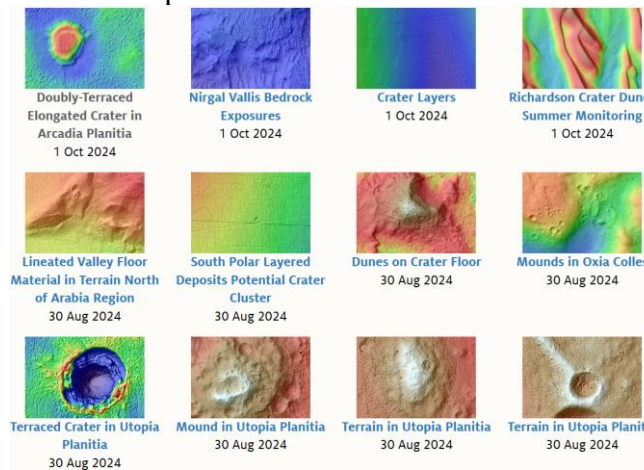 Doubly-Terraced
Elongated Crater in
Arcadia Planitia
1 Oct 2024
Nirgal Vallis Bedrock
Exposures
1 Oct 2024
Crater Layers
1 Oct 2024
Richardson Crater Dune
Summer Monitoring
1 Oct 2024
Lineated Valley Floor
Material in Terrain North
of Arabia Region
30 Aug 2024
South Polar Layered
Deposits Potential Crater
Cluster
30 Aug 2024
Dunes on Crater Floor
30 Aug 2024
Mounds in Oxia Colles
30 Aug 2024
Terraced Crater in Utopia
Planitia
30 Aug 2024
Mound in Utopia Planitia
30 Aug 2024
Terrain in Utopia Planitia
30 Aug 2024
Terrain in Utopia Planit
30 Aug 2024